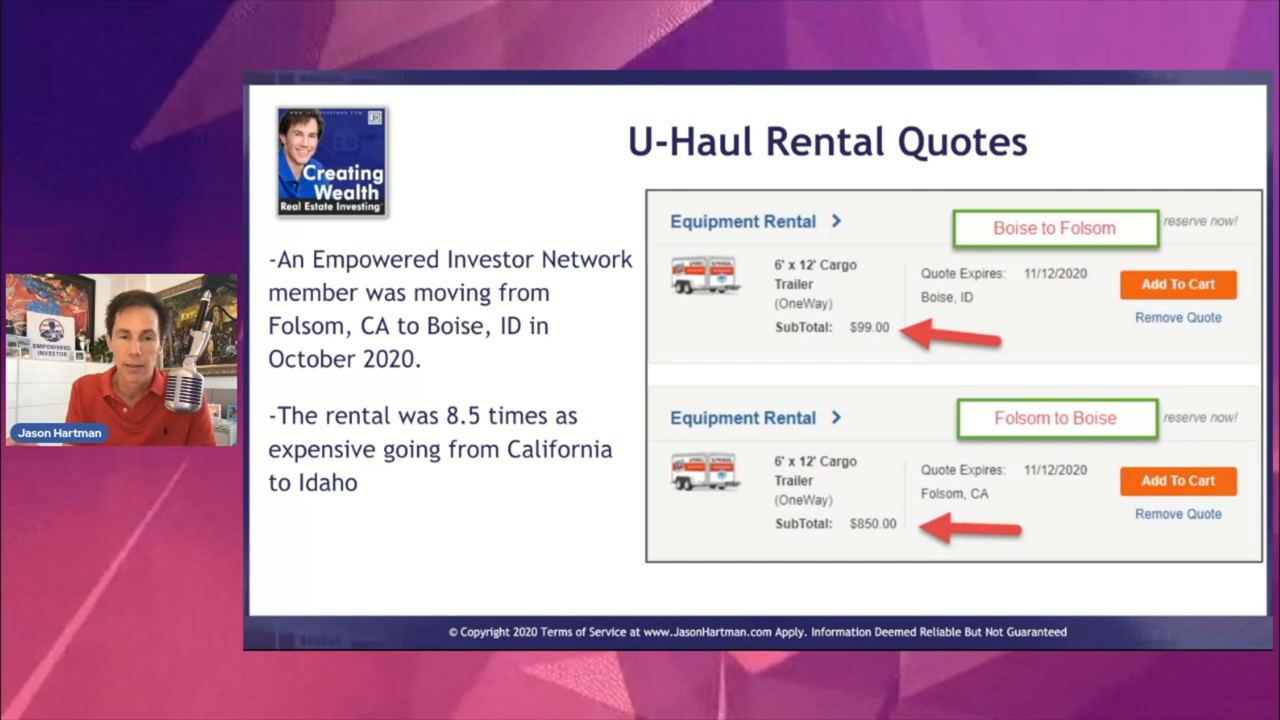 WWW.JASONHARTMAN.COM
Creating
Wealth
Real Estate Investing
U-Haul Rental Quotes
-An Empowered Investor Network
member was moving from
Folsom, CA to Boise, ID in
October 2020.
-The rental was 8.5 times as
expensive going from California
to Idaho
Equipment Rental
Boise to Folsom
reserve now!
6' x 12' Cargo
Trailer
(OneWay)
SubTotal: $99.00
Quote Expires: 11/12/2020
Boise, ID
Add To Cart
Remove Quote
Equipment Rental
Folsom to Boise
reserve now!
6' x 12' Cargo
Trailer
(OneWay)
SubTotal: $850.00
Quote Expires: 11/12/2020
Folsom, CA
Add To Cart
Remove Quote
EMPOWERED
INVESTOR
Jason Hartman
© Copyright 2020 Terms of Service at www.JasonHartman.com Apply. Information Deemed Reliable But Not Guaranteed